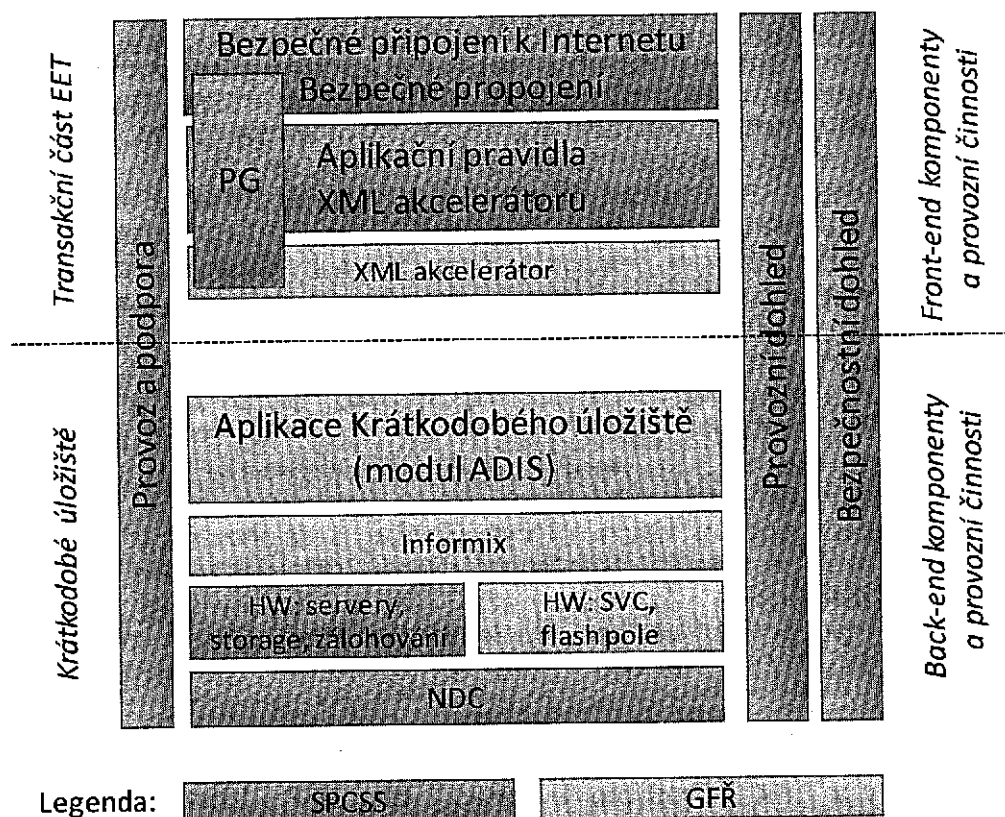 Transakční část EET
Krátkodobé úložiště
Provoz a podpora
Bezpečné připojení k Internetu
Bezpečné propojení
PG
Aplikační pravidla
XML akcelerátoru
XML akcelerátor
Aplikace Krátkodobého úložiště
(modul ADIS)
Informix
HW: servery,
storage, zálohování
HW: SVC,
flash pole
NDC
Provozní dohled
Bezpečnostní dohled
Front-end komponenty
a provozní činnosti
Back-end komponenty
a provozní činnosti
Legenda:
SPCSS
GFŘ